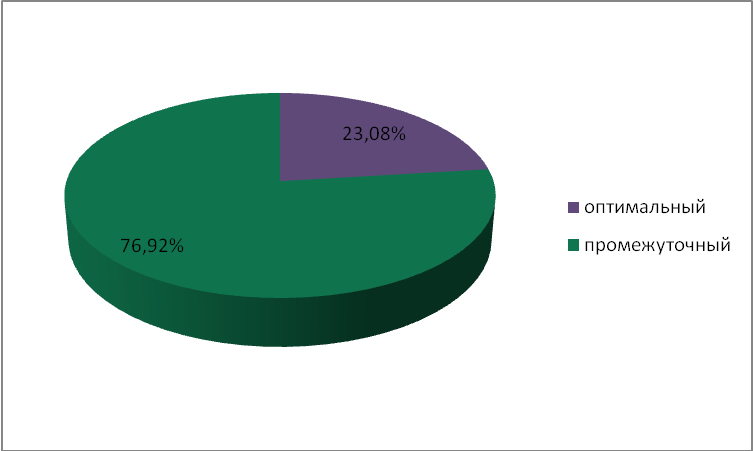 23,08%
76,92%
оптимальный
промежуточный